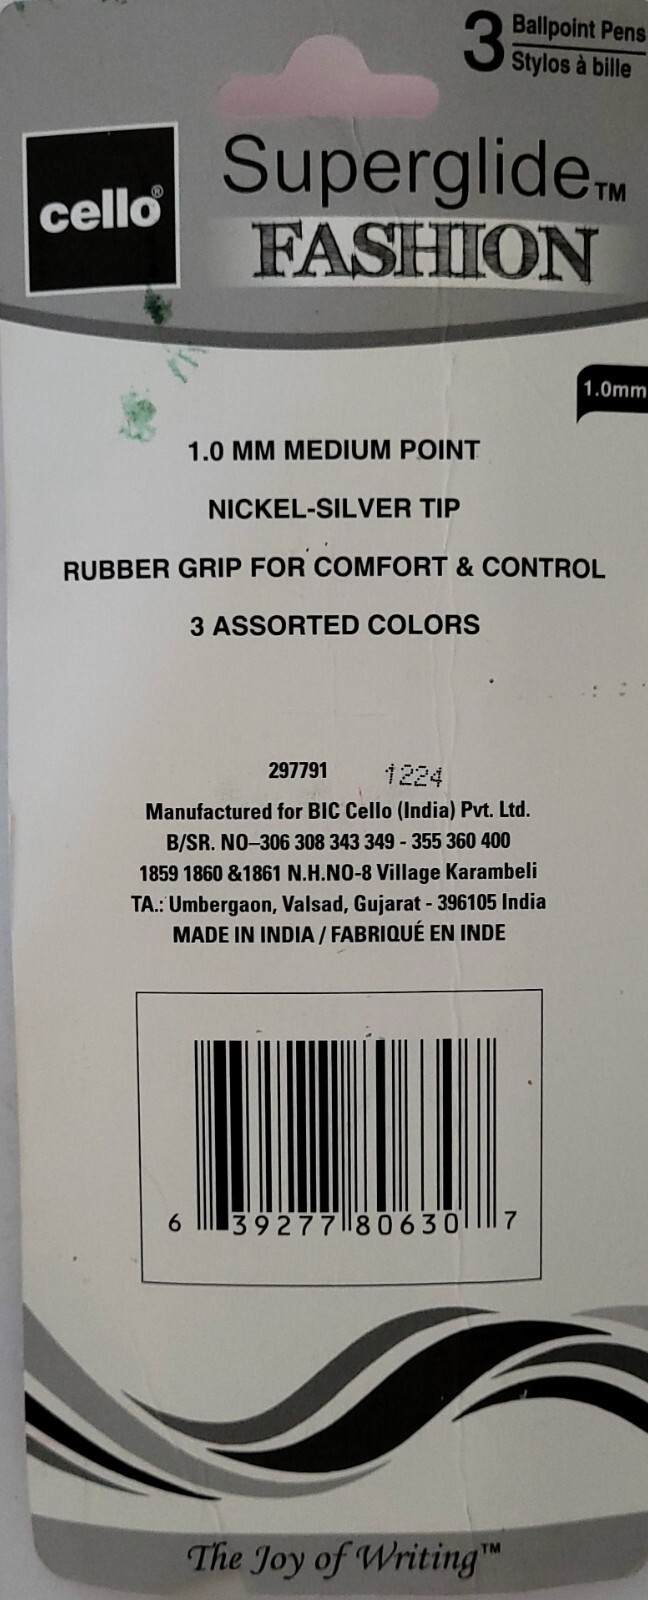 3 Ballpoint Pens
Stylos à bille
cello®
Superglide™
FASHION
1.0mm
1.0 MM MEDIUM POINT
NICKEL-SILVER TIP
RUBBER GRIP FOR COMFORT & CONTROL
3 ASSORTED COLORS
297791 1224
Manufactured for BIC Cello (India) Pvt. Ltd.
B/SR. NO–306 308 343 349 - 355 360 400
1859 1860 &1861 N.H.NO-8 Village Karambeli
TA.: Umbergaon, Valsad, Gujarat - 396105 India
MADE IN INDIA / FABRIQUÉ EN INDE
6 39277 80630 7
The Joy of Writing™